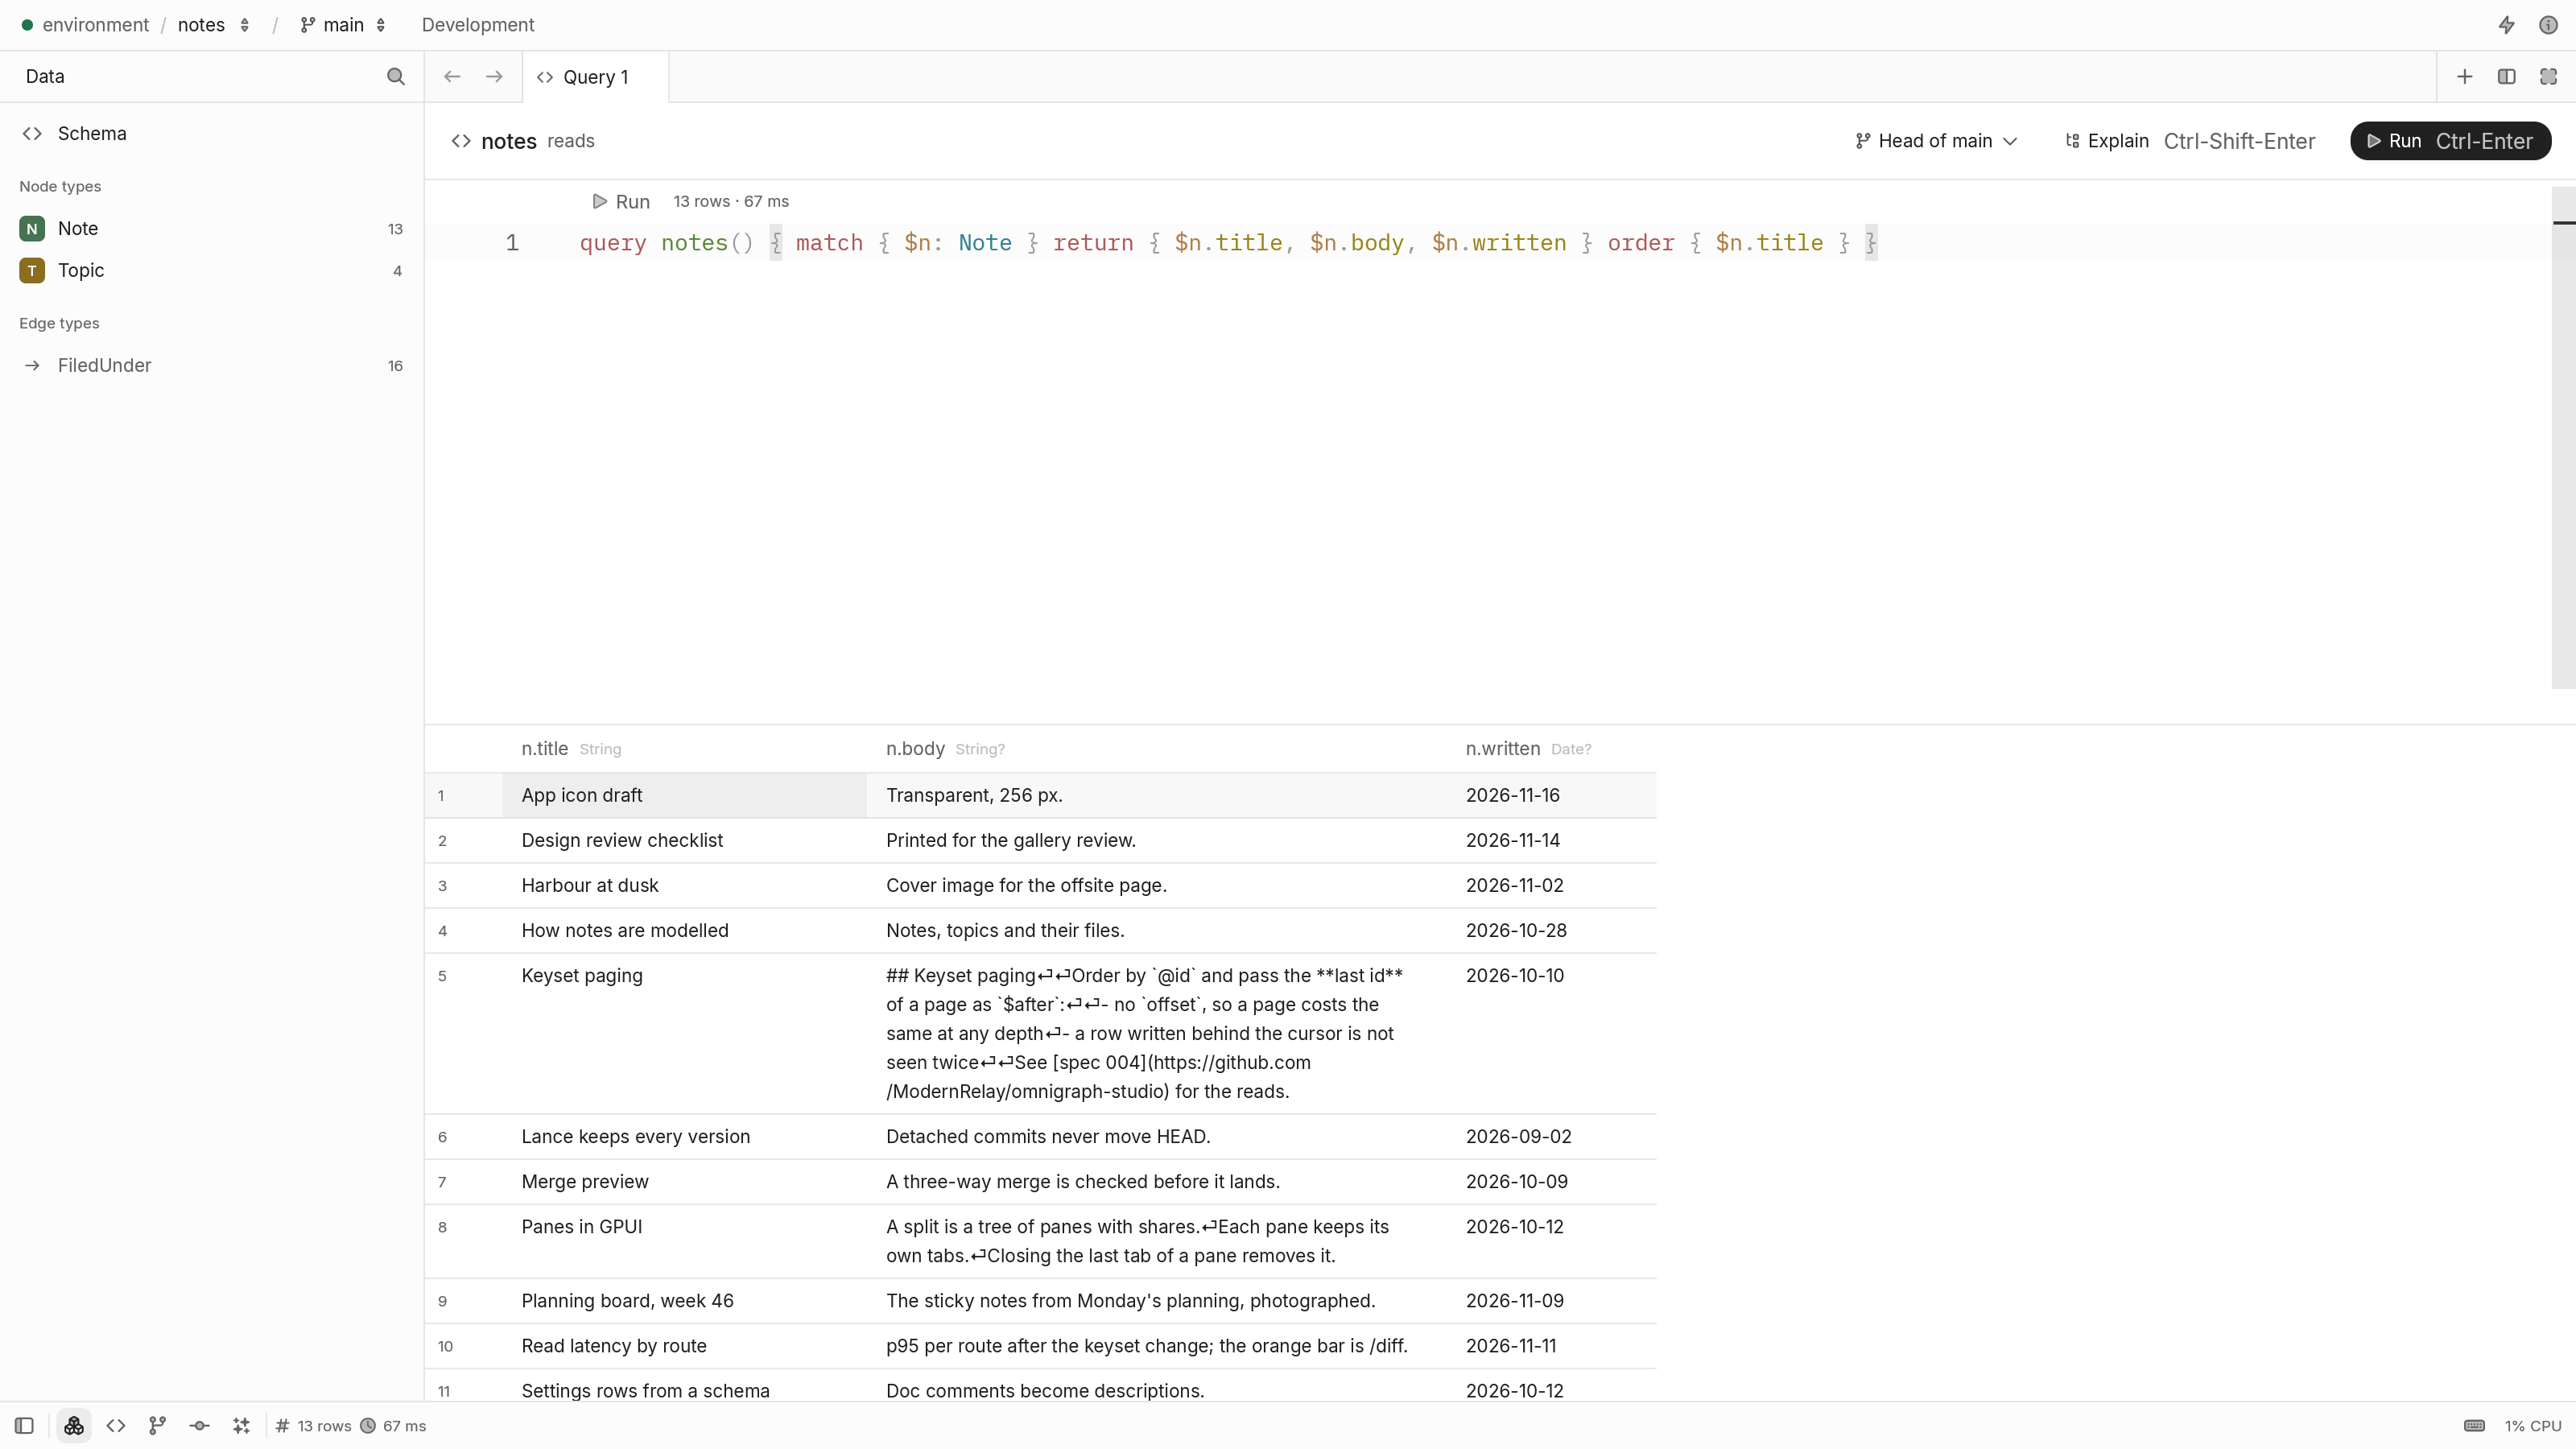 environment / notes / main Development
Data
Query 1
Schema
notes reads
Head of main
Explain Ctrl-Shift-Enter
Run Ctrl-Enter
Node types
N Note 13
T Topic 4
Edge types
FiledUnder 16
Run 13 rows · 67 ms
1 query notes() { match { $n: Note } return { $n.title, $n.body, $n.written } order { $n.title } }
n.title String n.body String? n.written Date?
1 App icon draft Transparent, 256 px. 2026-11-16
2 Design review checklist Printed for the gallery review. 2026-11-14
3 Harbour at dusk Cover image for the offsite page. 2026-11-02
4 How notes are modelled Notes, topics and their files. 2026-10-28
5 Keyset paging ## Keyset paging⏎⏎Order by `@id` and pass the **last id** 2026-10-10
of a page as `$after`:⏎⏎- no `offset`, so a page costs the
same at any depth⏎- a row written behind the cursor is not
seen twice⏎⏎See [spec 004](https://github.com
/ModernRelay/omnigraph-studio) for the reads.
6 Lance keeps every version Detached commits never move HEAD. 2026-09-02
7 Merge preview A three-way merge is checked before it lands. 2026-10-09
8 Panes in GPUI A split is a tree of panes with shares.⏎Each pane keeps its 2026-10-12
own tabs.⏎Closing the last tab of a pane removes it.
9 Planning board, week 46 The sticky notes from Monday's planning, photographed. 2026-11-09
10 Read latency by route p95 per route after the keyset change; the orange bar is /diff. 2026-11-11
11 Settings rows from a schema Doc comments become descriptions. 2026-10-12
13 rows 67 ms
1% CPU